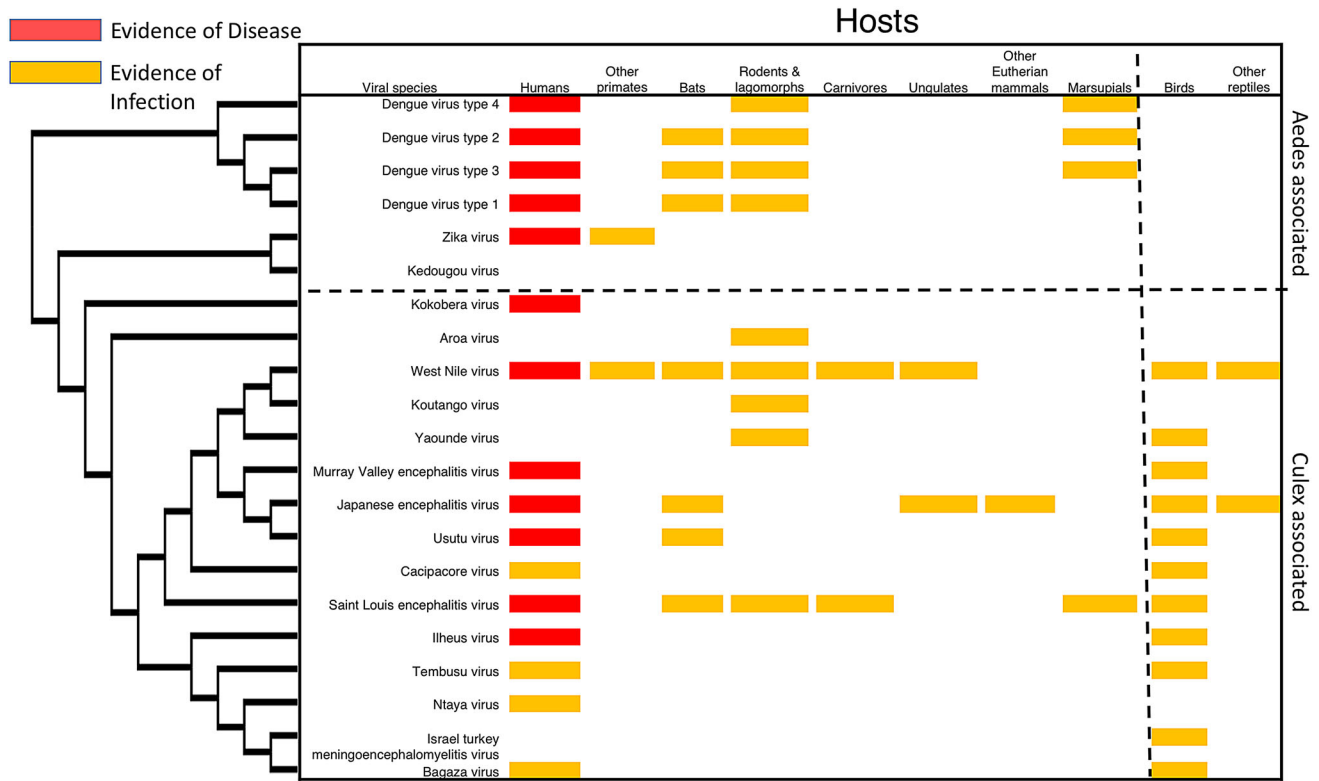 Hosts
Evidence of Disease
Evidence of
Infection
Viral species
Humans
Other
primates
Bats
Rodents &
lagomorphs
Carnivores
Ungulates
Other
Eutherian
mammals
Marsupials
Birds
Other
reptiles
Dengue virus type 4
Dengue virus type 2
Dengue virus type 3
Dengue virus type 1
Zika virus
Kedougou virus
Kokobera virus
Aroa virus
West Nile virus
Koutango virus
Yaounde virus
Murray Valley encephalitis virus
Japanese encephalitis virus
Usutu virus
Cacipacore virus
Saint Louis encephalitis virus
Ilheus virus
Tembusu virus
Ntaya virus
Israel turkey
meningoencephalomyelitis virus
Bagaza virus
Aedes associated
Culex associated